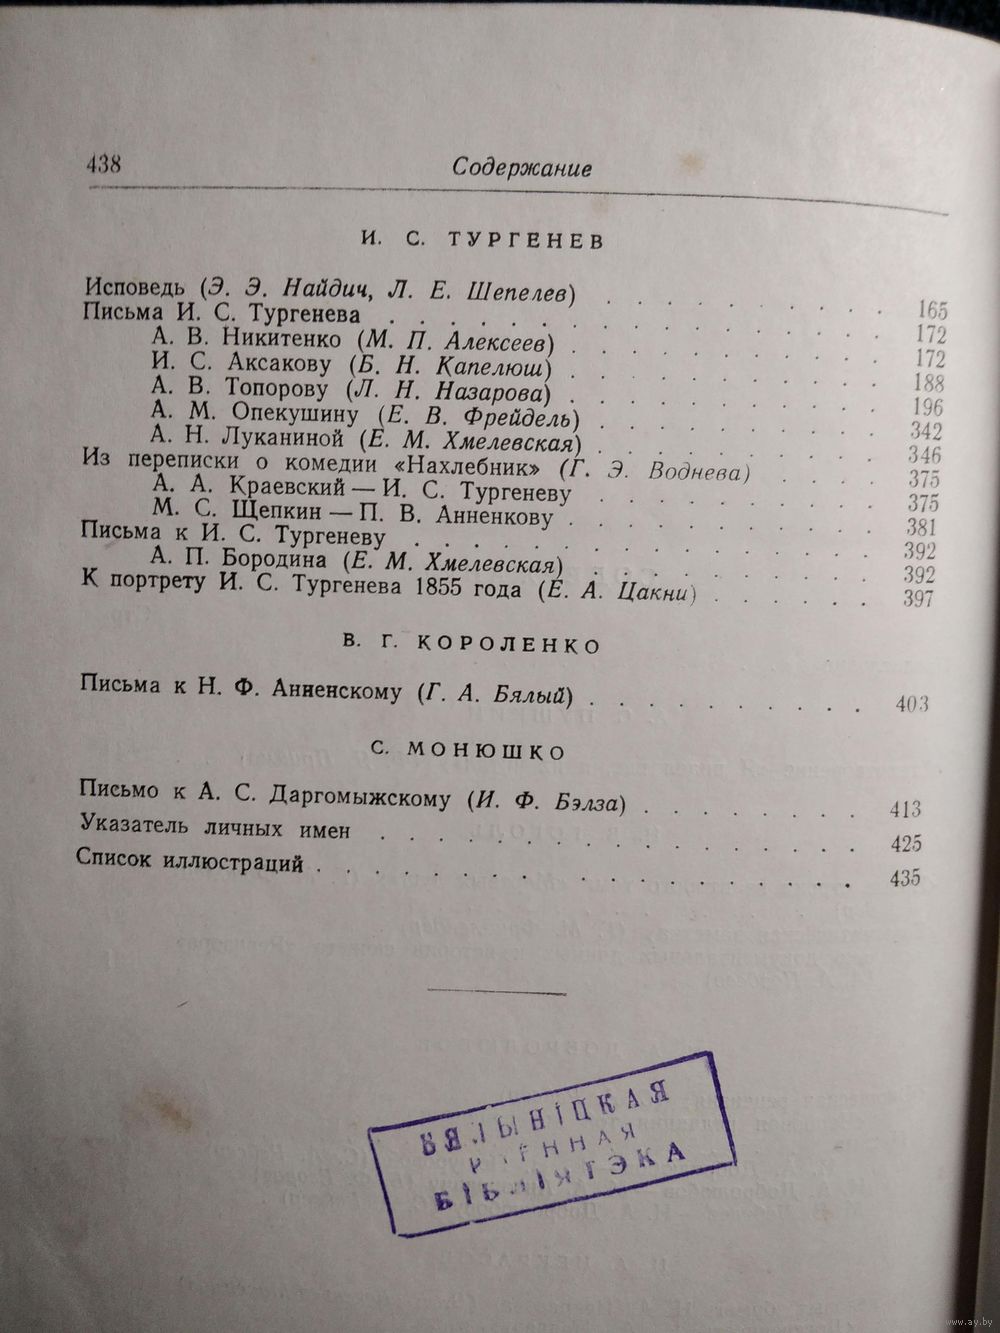 438
Содержание
И. С. ТУРГЕНЕВ
Исповедь (Э. Э. Найдич, Л. Е. Шепелев) . . . . . . . . . . 165
Письма И. С. Тургенева . . . . . . . . . . . . . . . . 172
А. В. Никитенко (М. П. Алексеев) . . . . . . . . . . 172
И. С. Аксакову (Б. Н. Капелюш) . . . . . . . . . . 188
А. В. Топорову (Л. Н. Назарова) . . . . . . . . . . 196
А. М. Опекушину (Е. В. Фрейдель) . . . . . . . . . . 342
А. Н. Луканиной (Е. М. Хмелевская) . . . . . . . . . . 346
Из переписки о комедии «Нахлебник» (Г. Э. Воднева) . . . . 375
А. А. Краевский — И. С. Тургеневу . . . . . . . . . . 375
М. С. Щепкин — П. В. Анненкову . . . . . . . . . . 381
Письма к И. С. Тургеневу . . . . . . . . . . . . . . . 392
А. П. Бородина (Е. М. Хмелевская) . . . . . . . . . . 392
К портрету И. С. Тургенева 1855 года (Е. А. Цакни) . . . . . . 397
В. Г. КОРОЛЕНКО
Письма к Н. Ф. Анненскому (Г. А. Бялый) . . . . . . . . . . 403
С. МОНЮШКО
Письмо к А. С. Даргомыжскому (И. Ф. Бэлза) . . . . . . . . 413
Указатель личных имен . . . . . . . . . . . . . . . . 425
Список иллюстраций . . . . . . . . . . . . . . . . . . 435
БЯЛЫНІЦКАЯ
БІБЛІЯТЭКА
www.ay.by